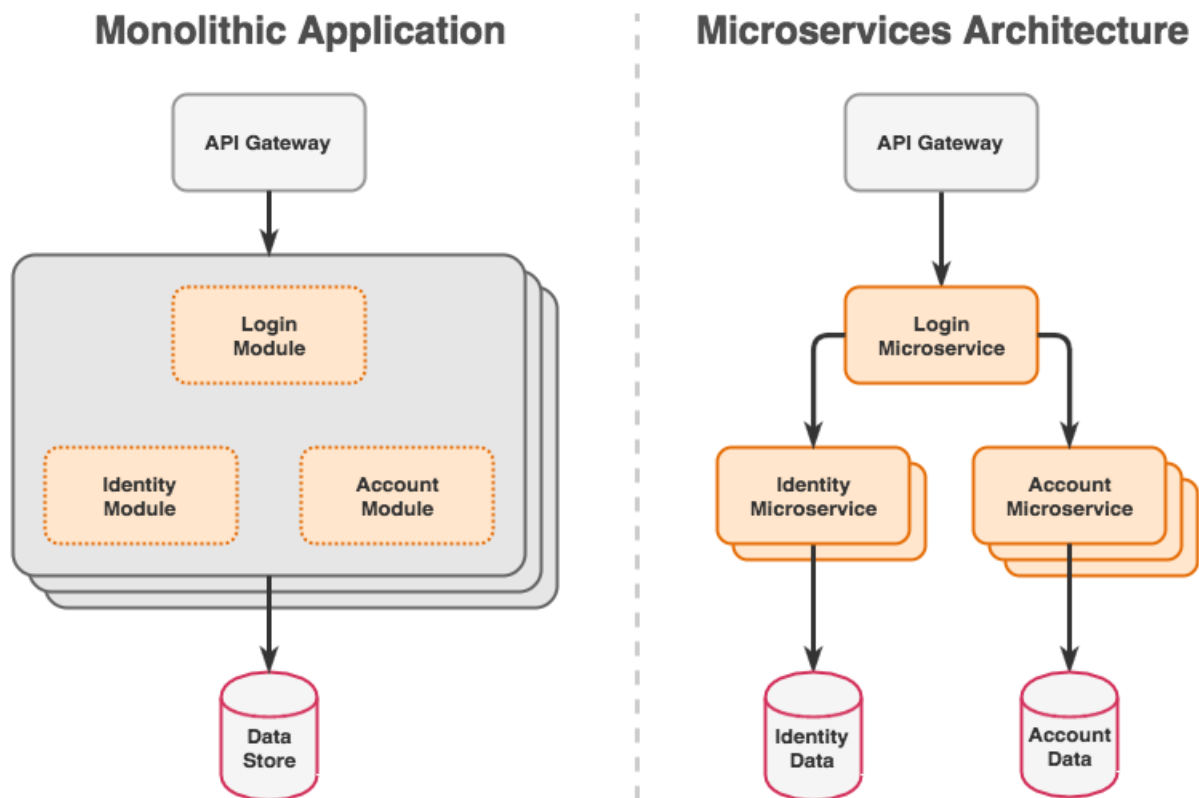 Monolithic Application
API Gateway
Login
Module
Identity
Module
Account
Module
Data
Store
Microservices Architecture
API Gateway
Login
Microservice
Identity
Microservice
Account
Microservice
Identity
Data
Account
Data